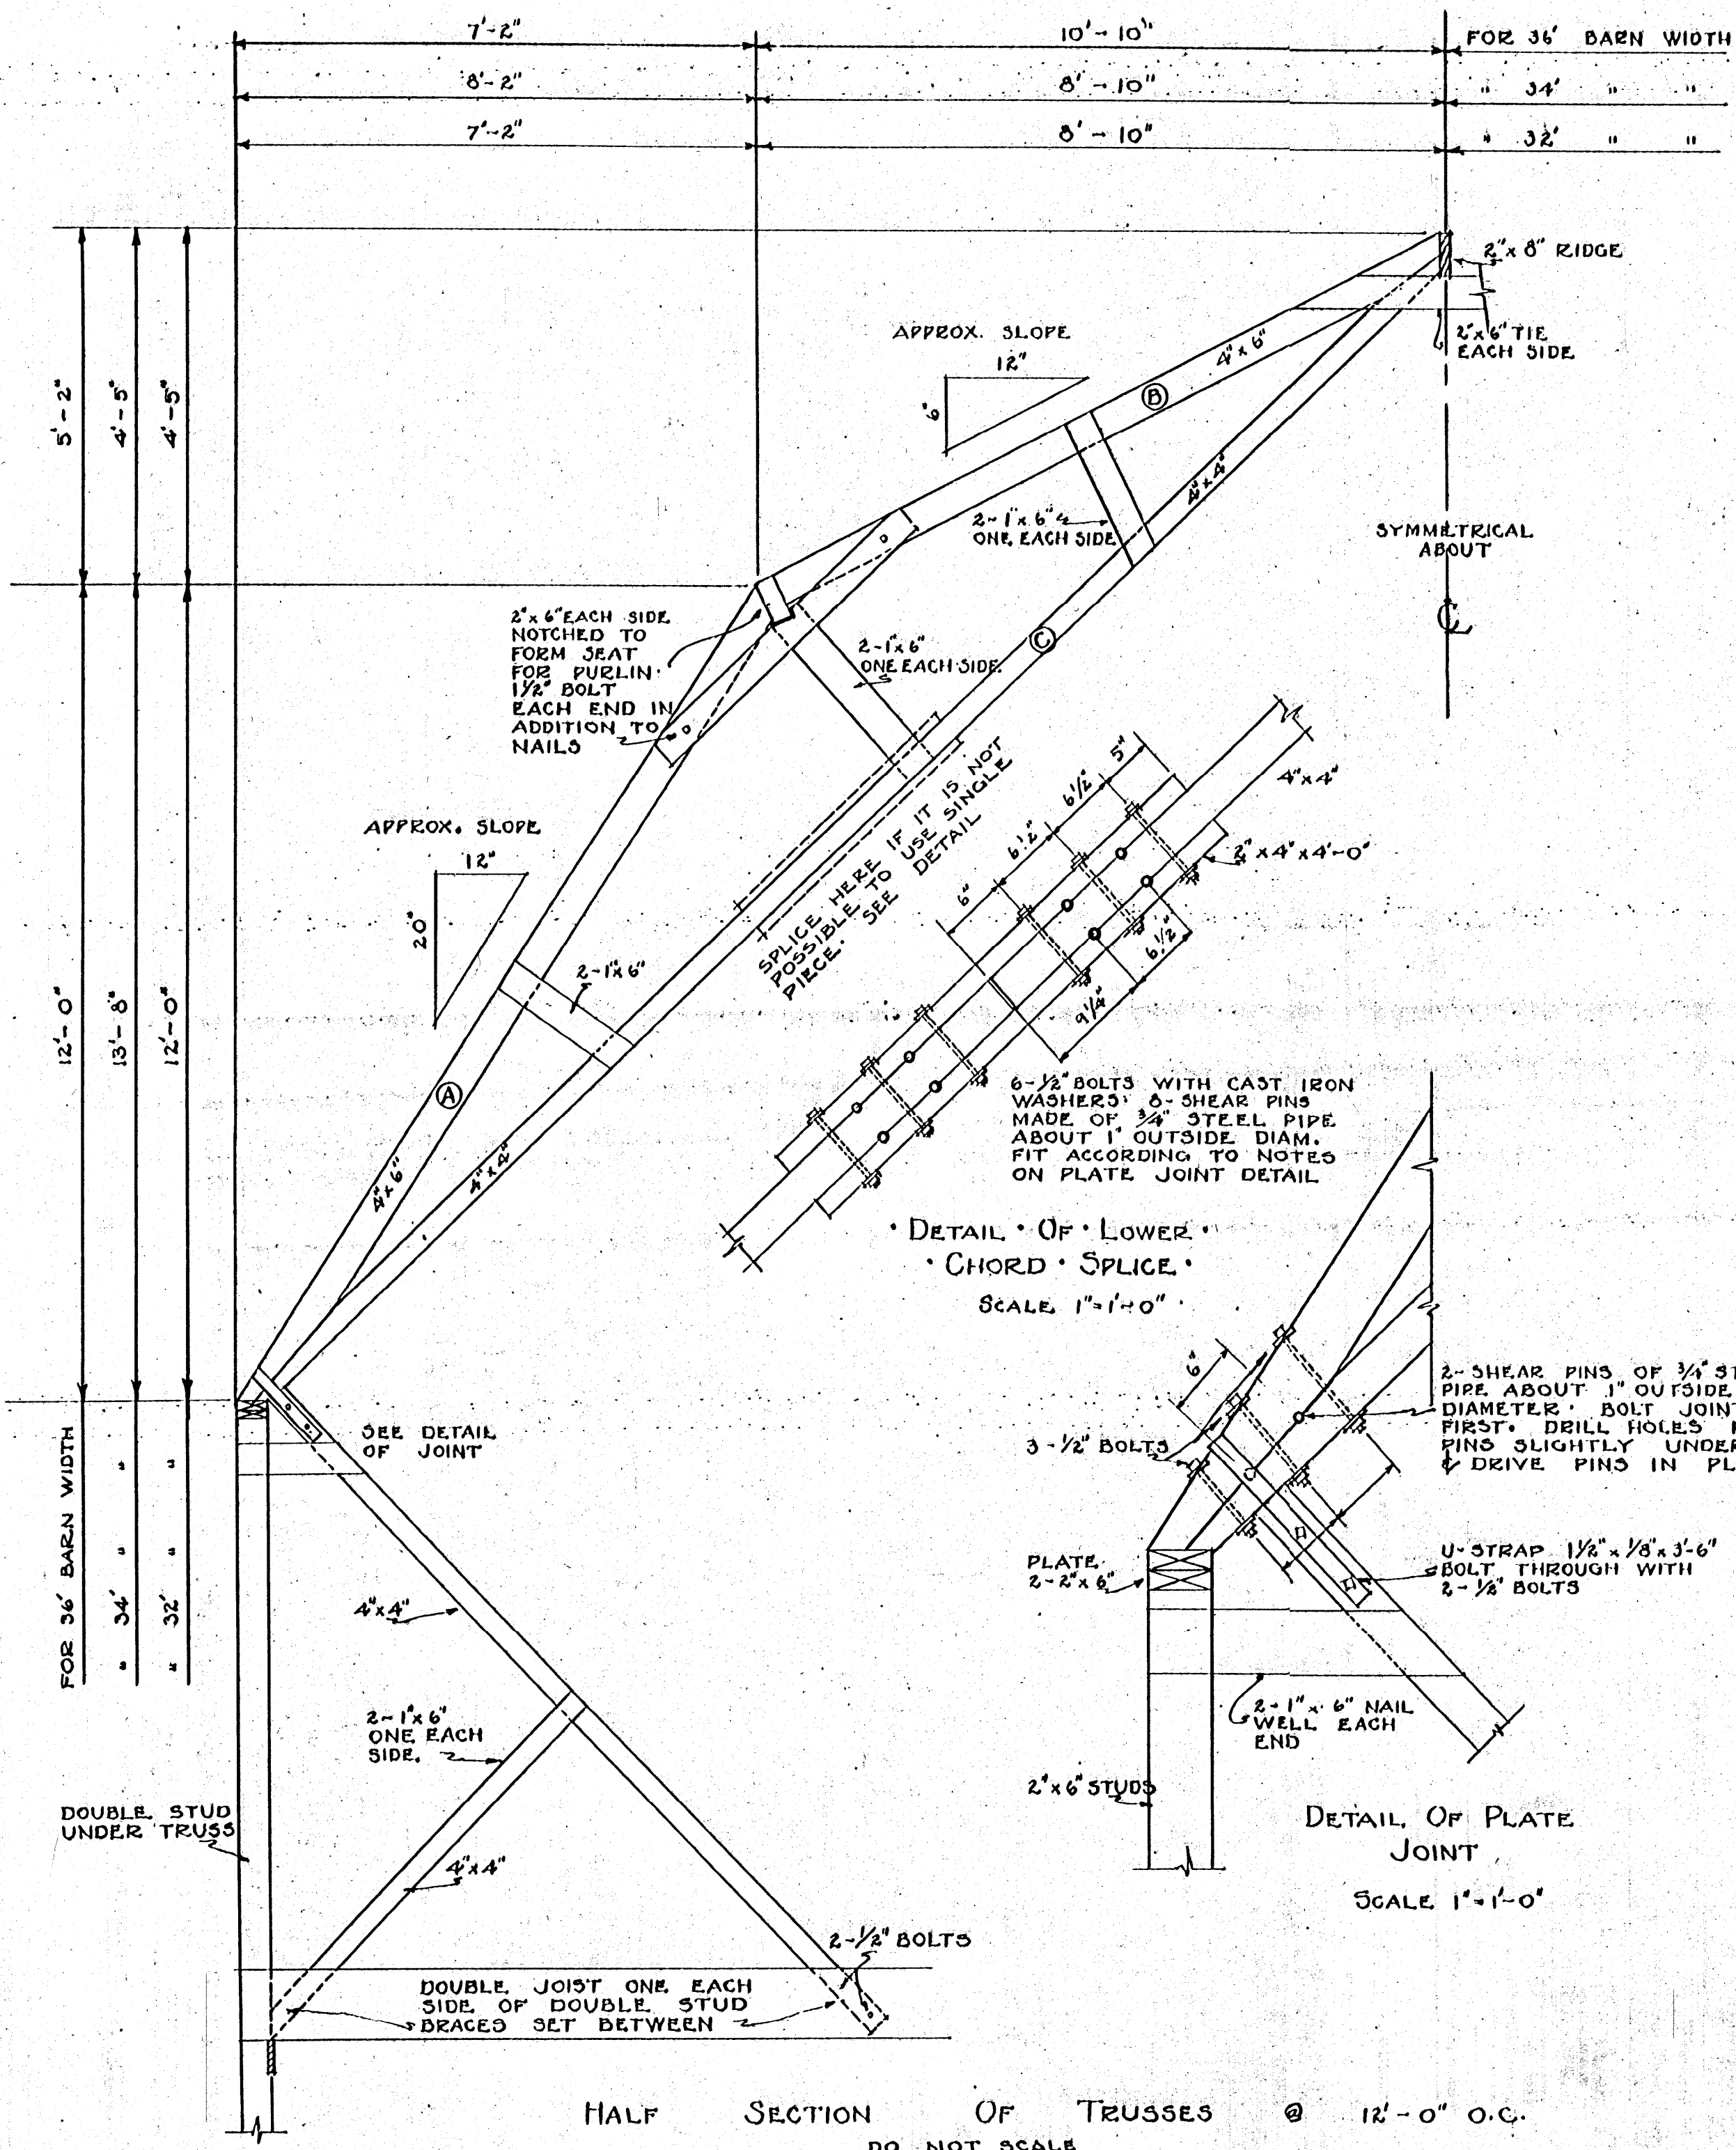 7'-2"
10'-10"
FOR 36' BARN WIDTH
8'-2"
8'-10"
" 34' " "
7'-2"
8'-10"
" 32' " "
2"x 8" RIDGE
2"x 6" TIE
EACH SIDE
APPROX. SLOPE
12"
6"
4"x 6"
B
5'-2"
4'-5"
4'-5"
4"x 4"
2-1"x 6"
ONE EACH SIDE
SYMMETRICAL
ABOUT
℄
2"x 6" EACH SIDE
NOTCHED TO
FORM SEAT
FOR PURLIN.
1 1/2" BOLT
EACH END IN
ADDITION TO
NAILS
2-1"x 6"
ONE EACH SIDE.
C
SPLICE HERE IF IT IS NOT
POSSIBLE TO USE SINGLE
PIECE. SEE DETAIL
5"
6 1/2"
6 1/2"
6"
4"x 4"
2"x 4"x 4'-0"
6 1/2"
9 1/4"
APPROX. SLOPE
12"
20"
2-1"x 6"
12'-0"
13'-8"
12'-0"
A
4"x 6"
4"x 4"
6-1/2" BOLTS WITH CAST IRON
WASHERS. 8-SHEAR PINS
MADE OF 3/4" STEEL PIPE
ABOUT 1" OUTSIDE DIAM.
FIT ACCORDING TO NOTES
ON PLATE JOINT DETAIL
· DETAIL · OF · LOWER ·
· CHORD · SPLICE ·
SCALE 1"=1'-0"
SEE DETAIL
OF JOINT
6"
3-1/2" BOLTS
2-SHEAR PINS OF 3/4"
PIPE ABOUT 1" OUTSIDE
DIAMETER. BOLT JOINT
FIRST. DRILL HOLES
PINS SLIGHTLY UNDER
& DRIVE PINS IN
U-STRAP 1 1/2"x 1/8"x 3'-6"
BOLT THROUGH WITH
2-1/2" BOLTS
PLATE
2-2"x 6"
FOR 36' BARN WIDTH
" 34' " "
" 32' " "
4"x 4"
2-1"x 6"
ONE EACH
SIDE.
2-1"x 6" NAIL
WELL EACH
END
2"x 6" STUDS
DOUBLE STUD
UNDER TRUSS
4"x 4"
DETAIL OF PLATE
JOINT
SCALE 1"=1'-0"
2-1/2" BOLTS
DOUBLE JOIST ONE EACH
SIDE OF DOUBLE STUD
BRACES SET BETWEEN
HALF SECTION OF TRUSSES @ 12'-0" O.C.
DO NOT SCALE